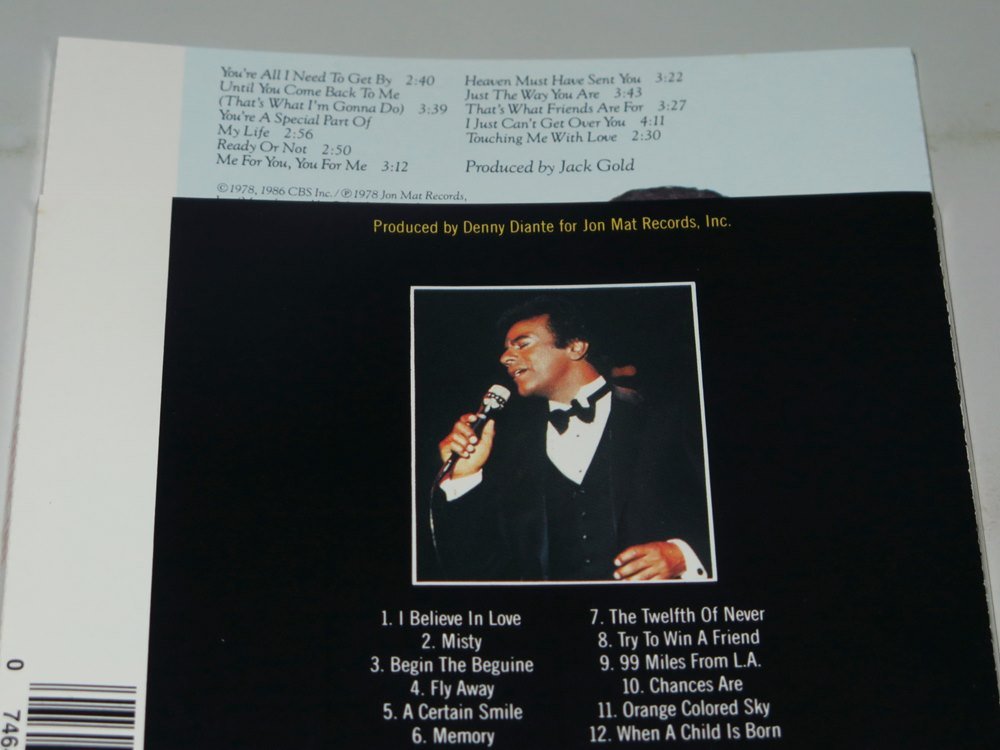 You're All I Need To Get By 2:40
Until You Come Back To Me
(That's What I'm Gonna Do) 3:39
You're A Special Part Of
My Life 2:56
Ready Or Not 2:50
Me For You, You For Me 3:12
Heaven Must Have Sent You 3:22
Just The Way You Are 3:43
That's What Friends Are For 3:27
I Just Can't Get Over You 4:11
Touching Me With Love 2:30
Produced by Jack Gold
©1978, 1986 CBS Inc./℗1978 Jon Mat Records,
Produced by Denny Diante for Jon Mat Records, Inc.
1. I Believe In Love
2. Misty
3. Begin The Beguine
4. Fly Away
5. A Certain Smile
6. Memory
7. The Twelfth Of Never
8. Try To Win A Friend
9. 99 Miles From L.A.
10. Chances Are
11. Orange Colored Sky
12. When A Child Is Born
0 746